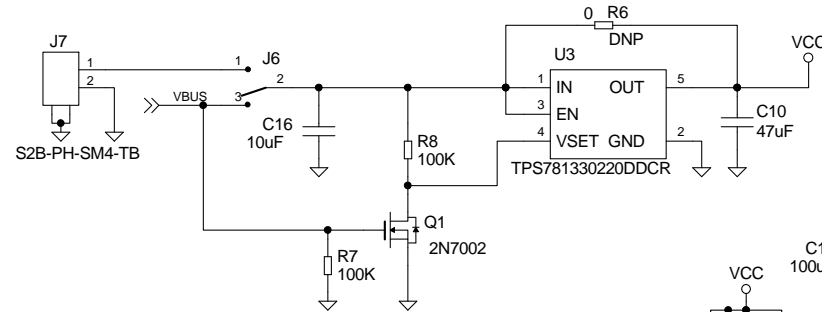 0 R6
DNP
J7
1
2
S2B-PH-SM4-TB
VBUS
1
J6
2
3
C16
10uF
R8
100K
U3
1 IN OUT 5
3 EN
4 VSET GND 2
TPS781330220DDCR
VCC
C10
47uF
Q1
2N7002
R7
100K
VCC